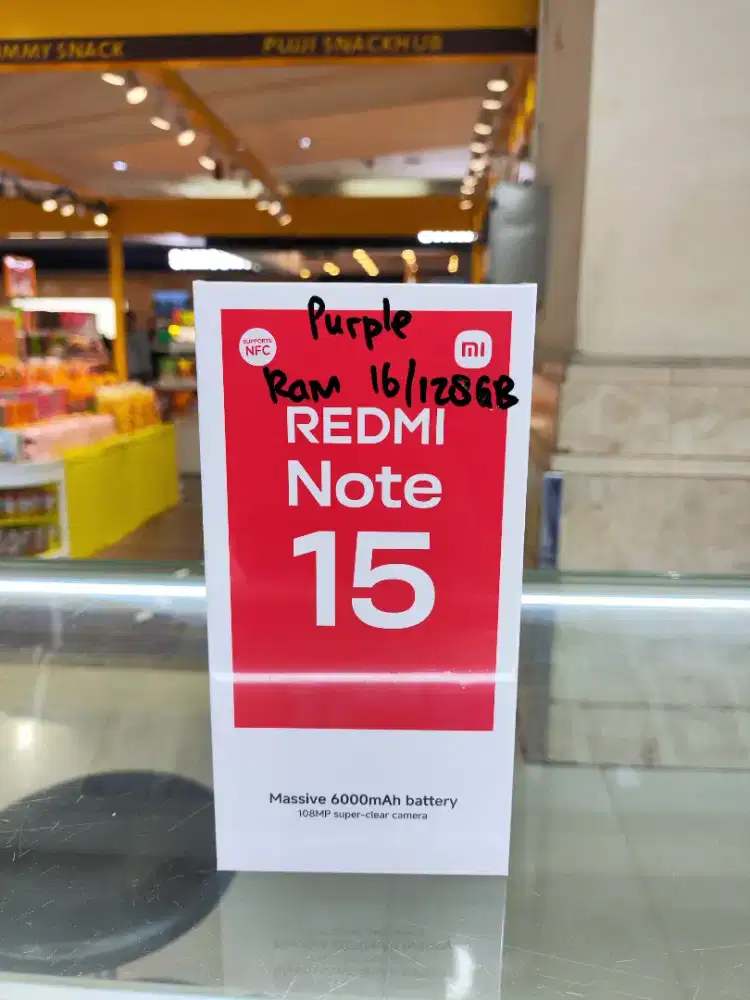 MMY SNACK
PUJI SNACKHUB
Purple
SUPPORTS
NFC
mi
Ram 16/128GB
REDMI
Note
15
Massive 6000mAh battery
108MP super-clear camera